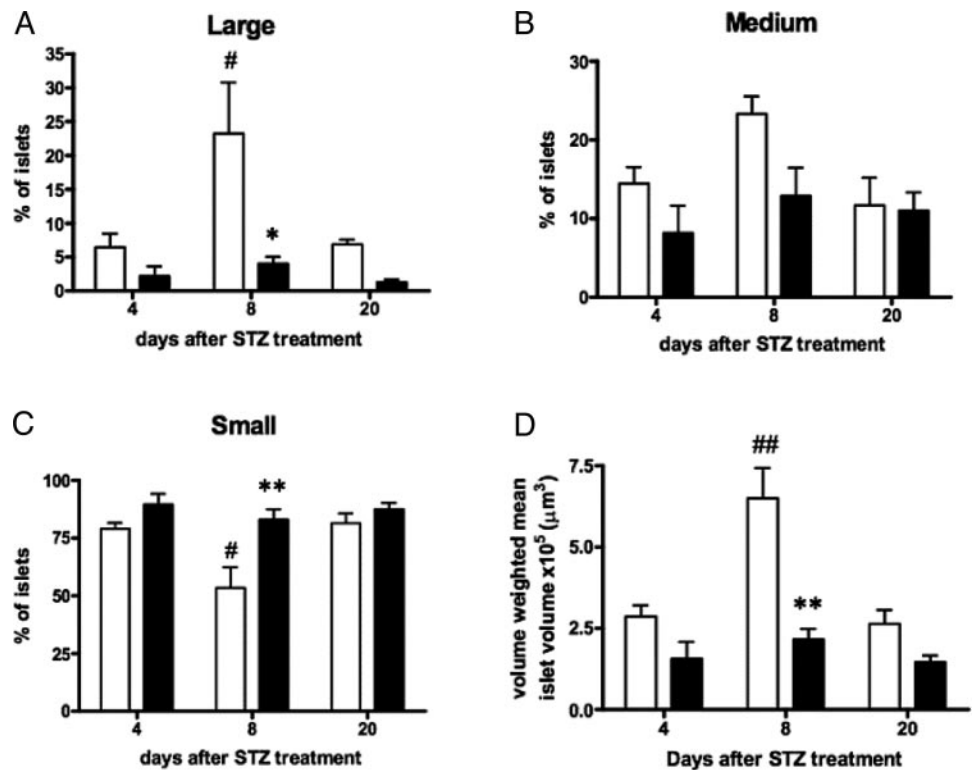 A
Large
% of islets
35
30
25
20
15
10
5
0
#
*
4 8 20
days after STZ treatment
B
Medium
% of islets
30
20
10
0
4 8 20
days after STZ treatment
C
Small
% of islets
100
75
50
25
0
#
**
4 8 20
days after STZ treatment
D
volume weighted mean
islet volume x10⁵ (μm³)
7.5
5.0
2.5
0.0
##
**
4 8 20
Days after STZ treatment